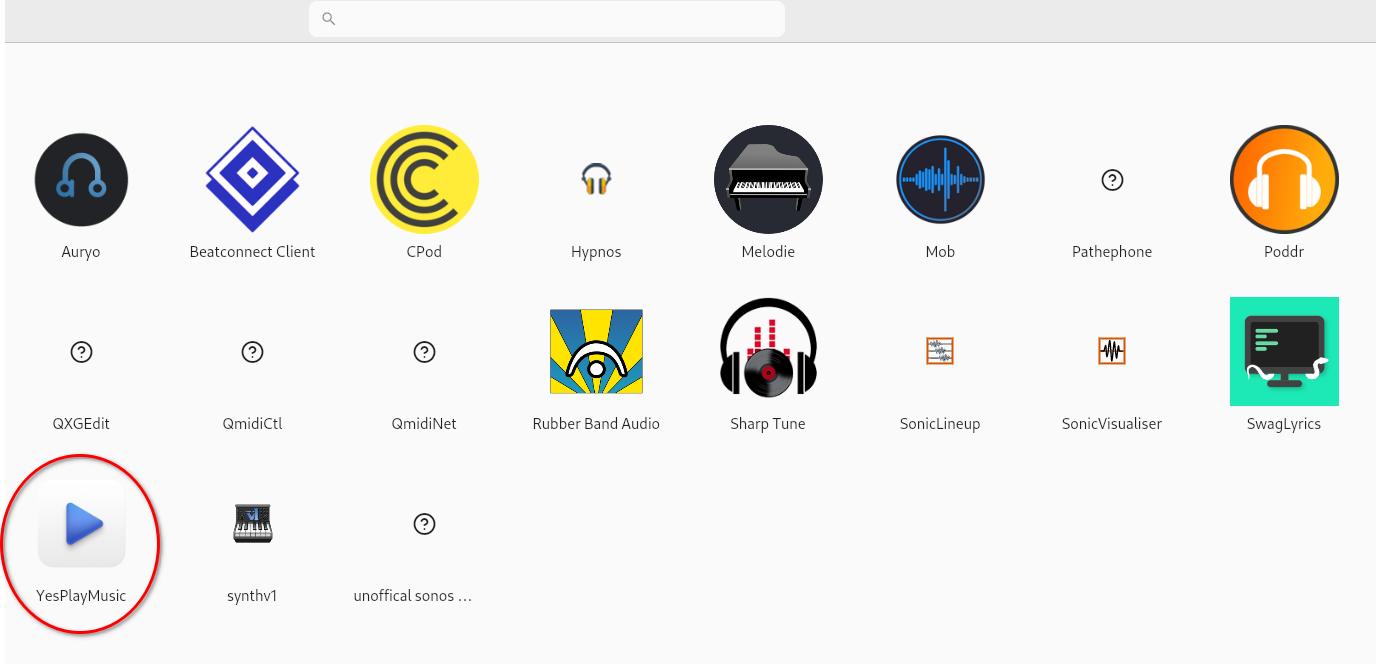 Auryo
Beatconnect Client
CPod
Hypnos
Melodie
Mob
Pathephone
Poddr
QXGEdit
QmidiCtl
QmidiNet
Rubber Band Audio
Sharp Tune
SonicLineup
SonicVisualiser
SwagLyrics
YesPlayMusic
synthv1
unoffical sonos ...